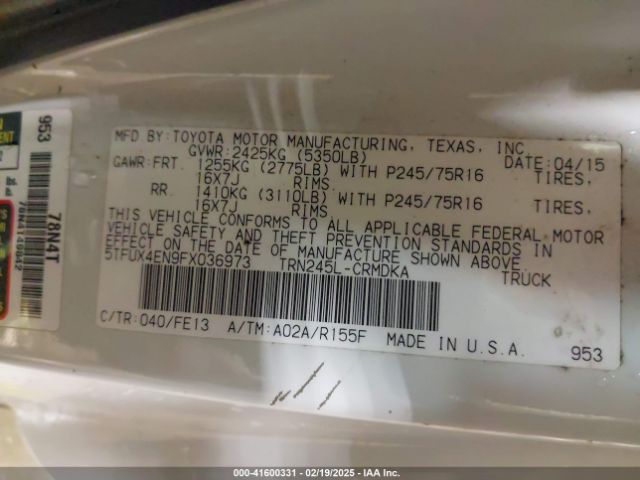 MFD BY: TOYOTA MOTOR MANUFACTURING, TEXAS, INC.
GVWR: 2425KG (5350LB) DATE: 04/15
GAWR: FRT. 1255KG (2775LB) WITH P245/75R16 TIRES,
16X7J RIMS
RR. 1410KG (3110LB) WITH P245/75R16 TIRES,
16X7J RIMS
THIS VEHICLE CONFORMS TO ALL APPLICABLE FEDERAL MOTOR
VEHICLE SAFETY AND THEFT PREVENTION STANDARDS IN
EFFECT ON THE DATE OF MANUFACTURE SHOWN ABOVE.
5TFUX4EN9FX036973 TRN245L-CRMDKA TRUCK
C/TR: 040/FE13 A/TM: A02A/R155F MADE IN U.S.A.
953
953
78N4T
000-41600331 - 02/19/2025 - IAA Inc.